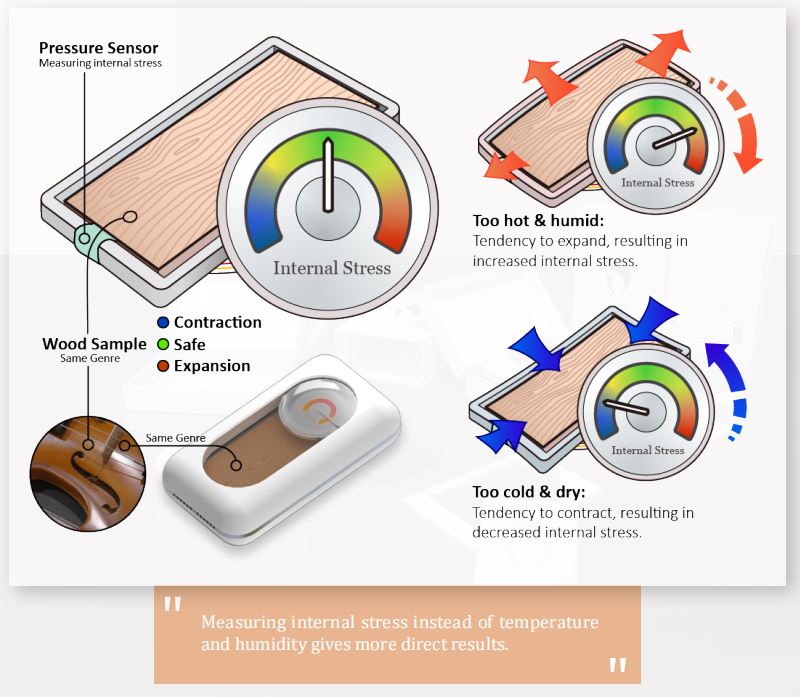 Pressure Sensor
Measuring internal stress
Internal Stress
Wood Sample
Same Genre
Contraction
Safe
Expansion
Same Genre
Internal Stress
Too hot & humid:
Tendency to expand, resulting in
increased internal stress.
Internal Stress
Too cold & dry:
Tendency to contract, resulting in
decreased internal stress.
"Measuring internal stress instead of temperature
and humidity gives more direct results."